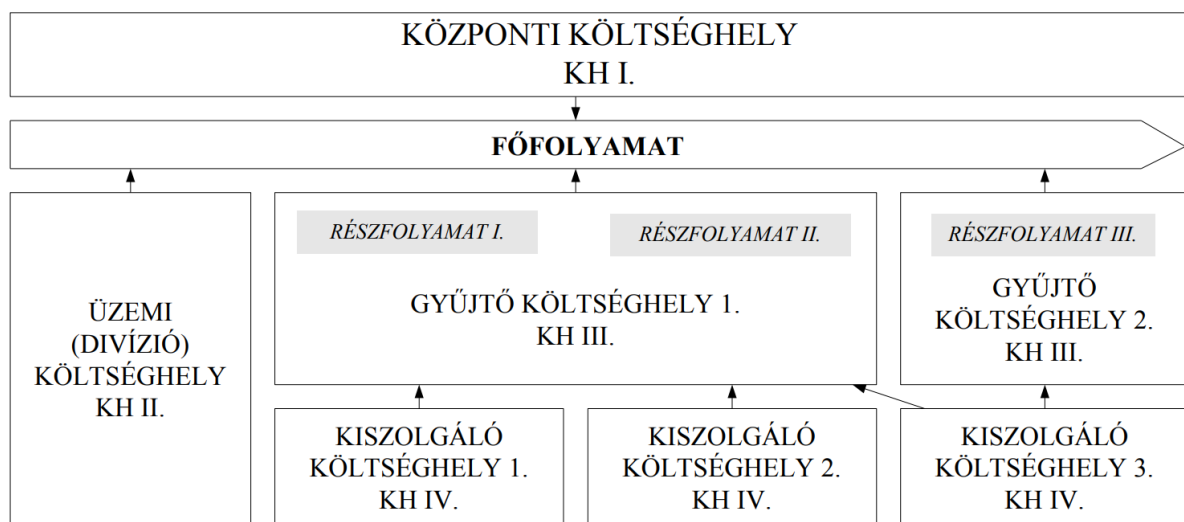 KÖZPONTI KÖLTSÉGHELY
KH I.
FŐFOLYAMAT
ÜZEMI
(DIVÍZIÓ)
KÖLTSÉGHELY
KH II.
RÉSZFOLYAMAT I.
RÉSZFOLYAMAT II.
GYŰJTŐ KÖLTSÉGHELY 1.
KH III.
RÉSZFOLYAMAT III.
GYŰJTŐ
KÖLTSÉGHELY 2.
KH III.
KISZOLGÁLÓ
KÖLTSÉGHELY 1.
KH IV.
KISZOLGÁLÓ
KÖLTSÉGHELY 2.
KH IV.
KISZOLGÁLÓ
KÖLTSÉGHELY 3.
KH IV.